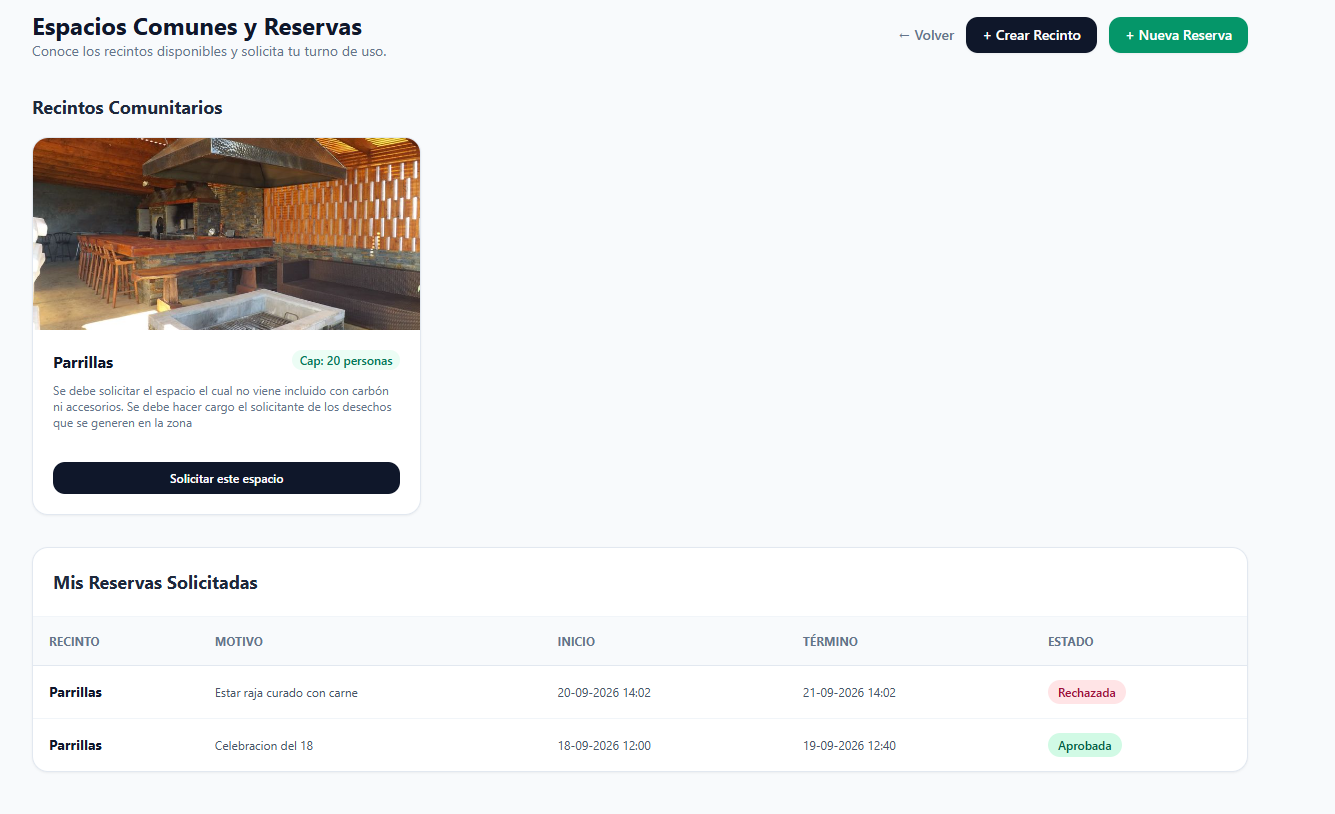 Espacios Comunes y Reservas
Conoce los recintos disponibles y solicita tu turno de uso.
← Volver
+ Crear Recinto
+ Nueva Reserva
Recintos Comunitarios
Parrillas
Cap: 20 personas
Se debe solicitar el espacio el cual no viene incluido con carbón
ni accesorios. Se debe hacer cargo el solicitante de los desechos
que se generen en la zona
Solicitar este espacio
Mis Reservas Solicitadas
RECINTO MOTIVO INICIO TÉRMINO ESTADO
Parrillas Estar raja curado con carne 20-09-2026 14:02 21-09-2026 14:02 Rechazada
Parrillas Celebracion del 18 18-09-2026 12:00 19-09-2026 12:40 Aprobada